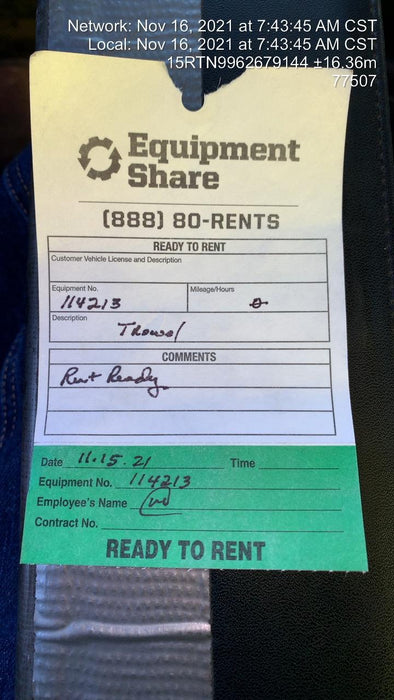 Network: Nov 16, 2021 at 7:43:45 AM CST
Local: Nov 16, 2021 at 7:43:45 AM CST
15RTN9962679144 ±16.36m
77507
Equipment
Share
(888) 80-RENTS
READY TO RENT
Customer Vehicle License and Description
Equipment No. Mileage/Hours
114213
Description
Trowel
COMMENTS
Rent Ready
Date 11.15.21 Time
Equipment No. 114213
Employee's Name
Contract No.
READY TO RENT